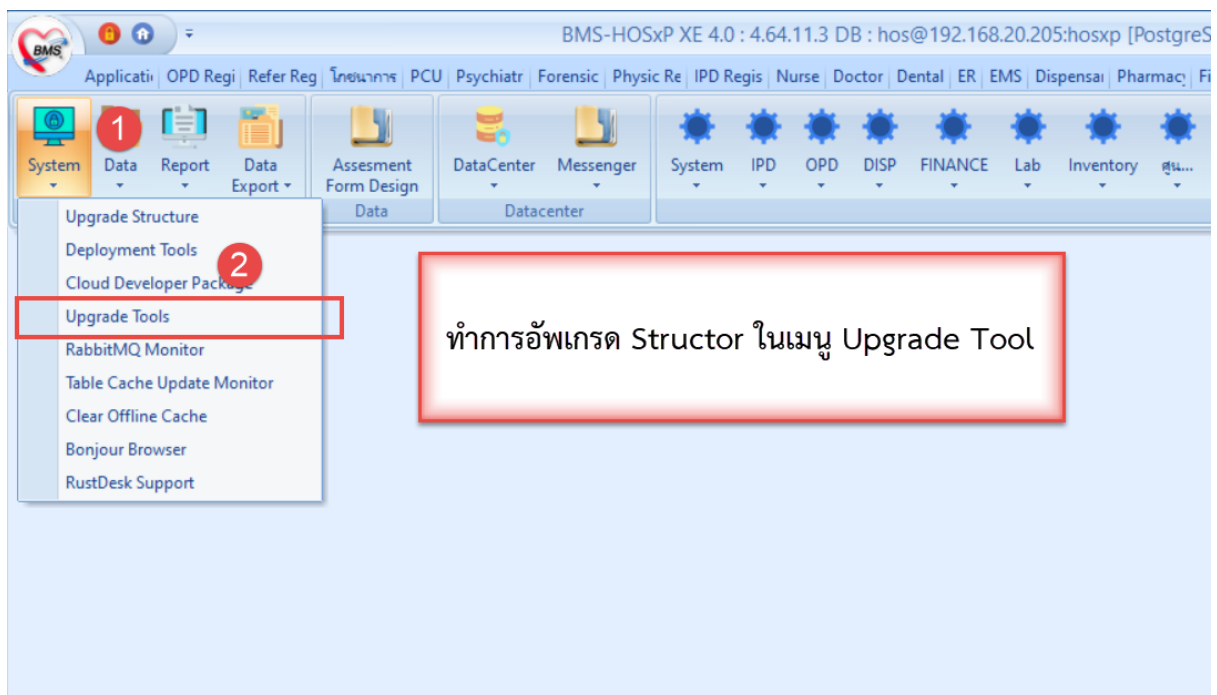 BMS
BMS-HOSxP XE 4.0 : 4.64.11.3 DB : hos@192.168.20.205:hosxp [PostgreS
Applicati OPD Regi Refer Reg โภชนาการ PCU Psychiatr Forensic Physic Re IPD Regis Nurse Doctor Dental ER EMS Dispensar Pharmacy Fi
1
System Data Report Data Export Assesment Form Design DataCenter Messenger System IPD OPD DISP FINANCE Lab Inventory ศูน...
Data Datacenter
Upgrade Structure
Deployment Tools
2
Cloud Developer Package
Upgrade Tools
RabbitMQ Monitor
Table Cache Update Monitor
Clear Offline Cache
Bonjour Browser
RustDesk Support
ทำการอัพเกรด Structor ในเมนู Upgrade Tool